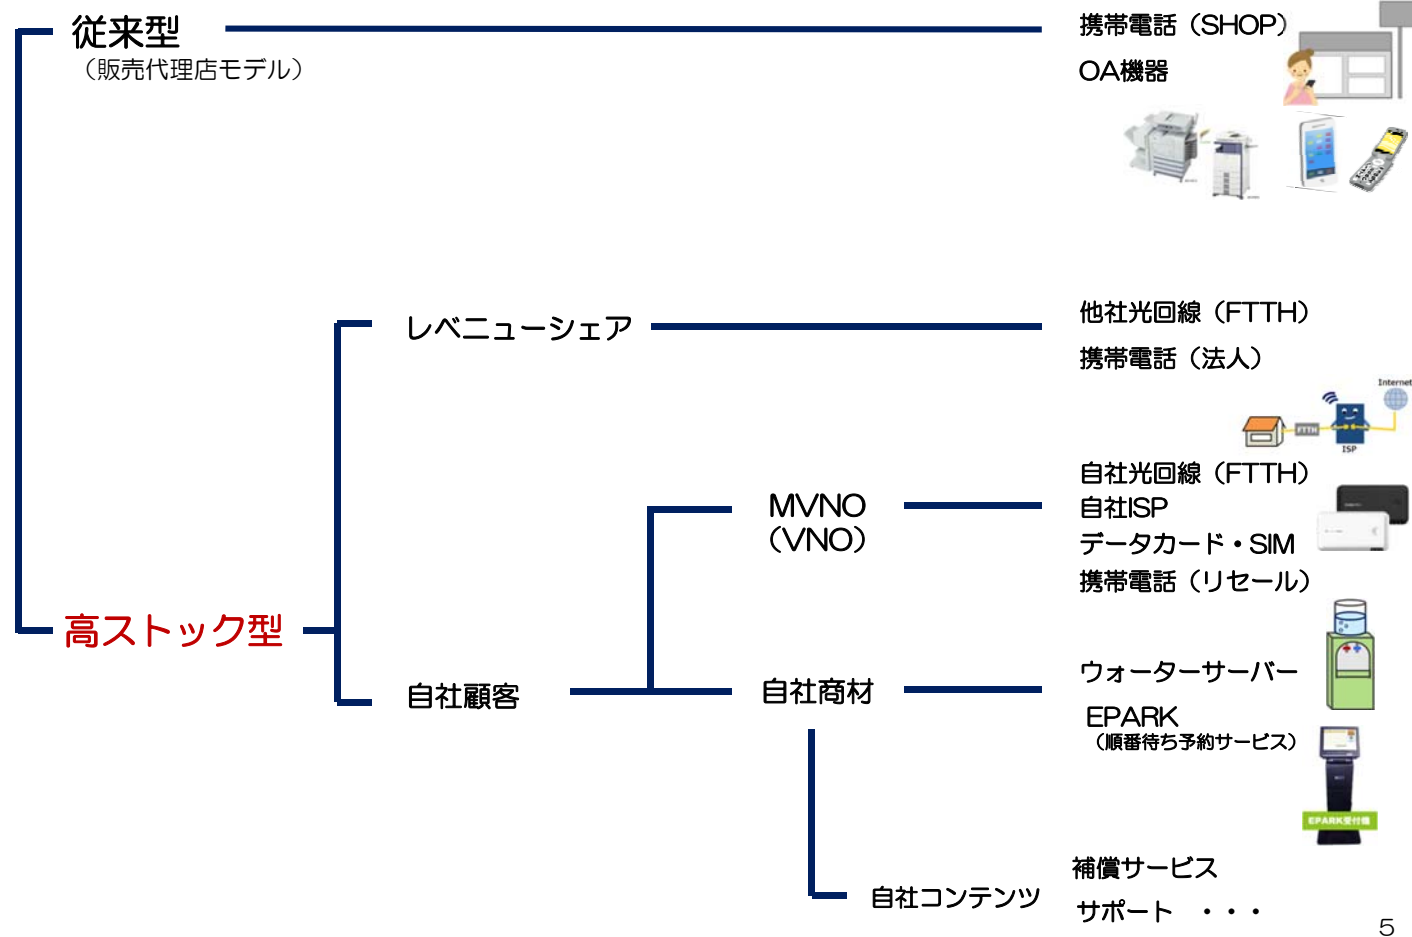 従来型
（販売代理店モデル）
携帯電話（SHOP）
OA機器
レベニューシェア
他社光回線（FTTH）
携帯電話（法人）
Internet
FTTH
ISP
MVNO
（VNO）
自社光回線（FTTH）
自社ISP
データカード・SIM
携帯電話（リセール）
高ストック型
自社顧客
自社商材
ウォーターサーバー
EPARK
（順番待ち予約サービス）
EPARK受付機
自社コンテンツ
補償サービス
サポート　・・・
5